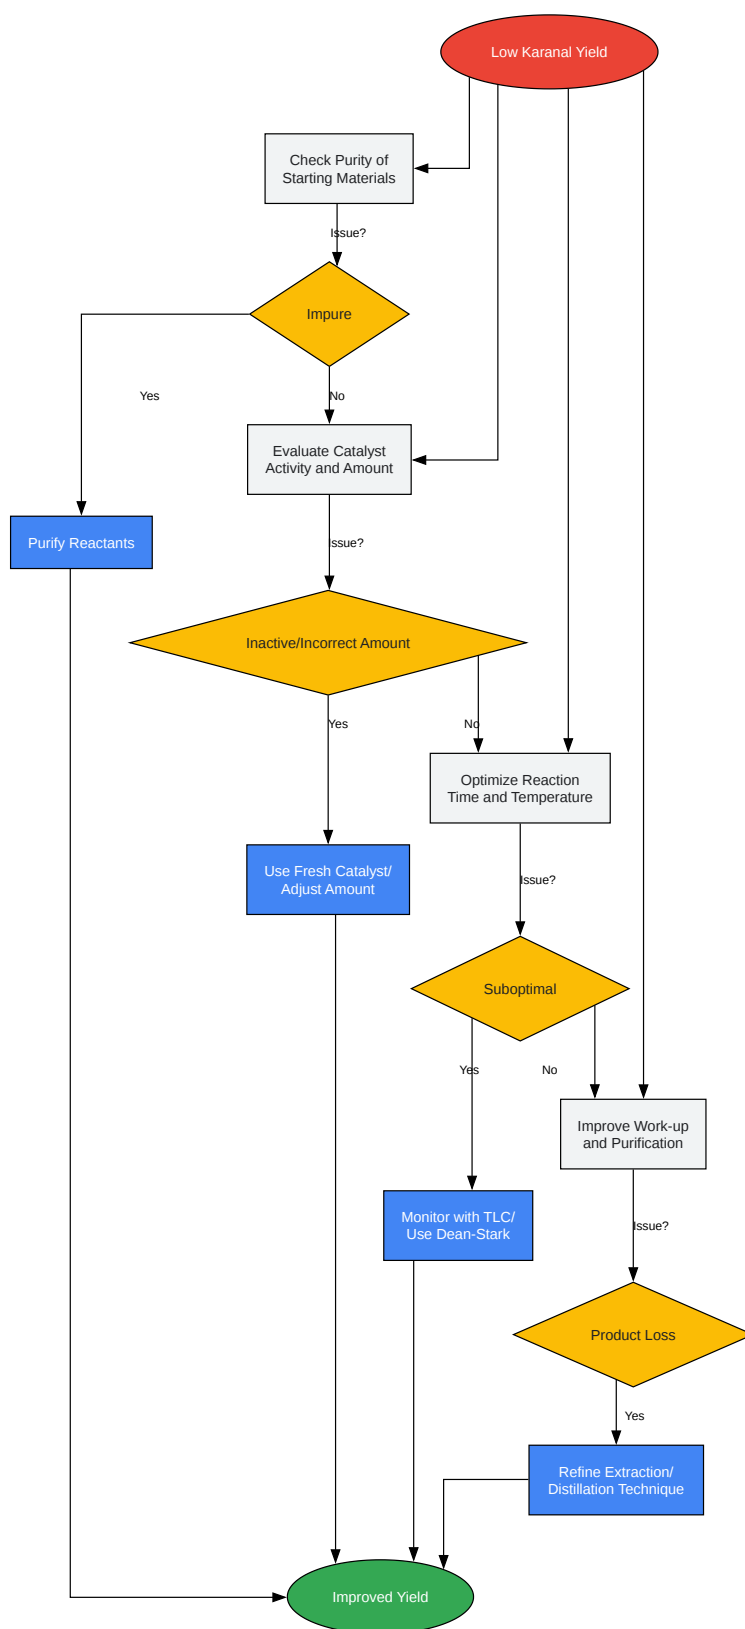 Low Karanal Yield
Check Purity of
Starting Materials
Issue?
Impure
Yes
No
Evaluate Catalyst
Activity and Amount
Purify Reactants
Issue?
Inactive/Incorrect Amount
Yes
No
Optimize Reaction
Time and Temperature
Use Fresh Catalyst/
Adjust Amount
Issue?
Suboptimal
Yes
No
Improve Work-up
and Purification
Monitor with TLC/
Use Dean-Stark
Issue?
Product Loss
Yes
Refine Extraction/
Distillation Technique
Improved Yield